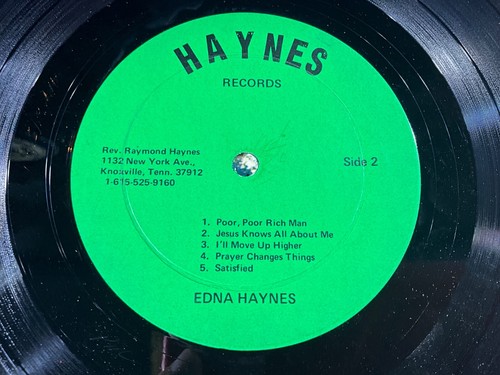 HAYNES
RECORDS
Rev. Raymond Haynes
1132 New York Ave.,
Knoxville, Tenn. 37912
1-615-525-9160
Side 2
1. Poor, Poor Rich Man
2. Jesus Knows All About Me
3. I'll Move Up Higher
4. Prayer Changes Things
5. Satisfied
EDNA HAYNES